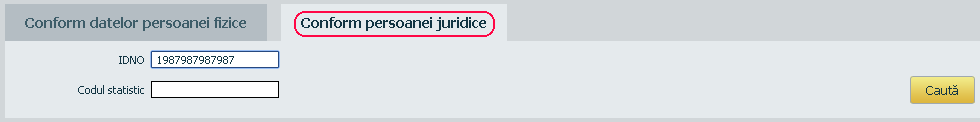 Conform datelor persoanei fizice Conform persoanei juridice
IDNO 1987987987987
Codul statistic
Caută